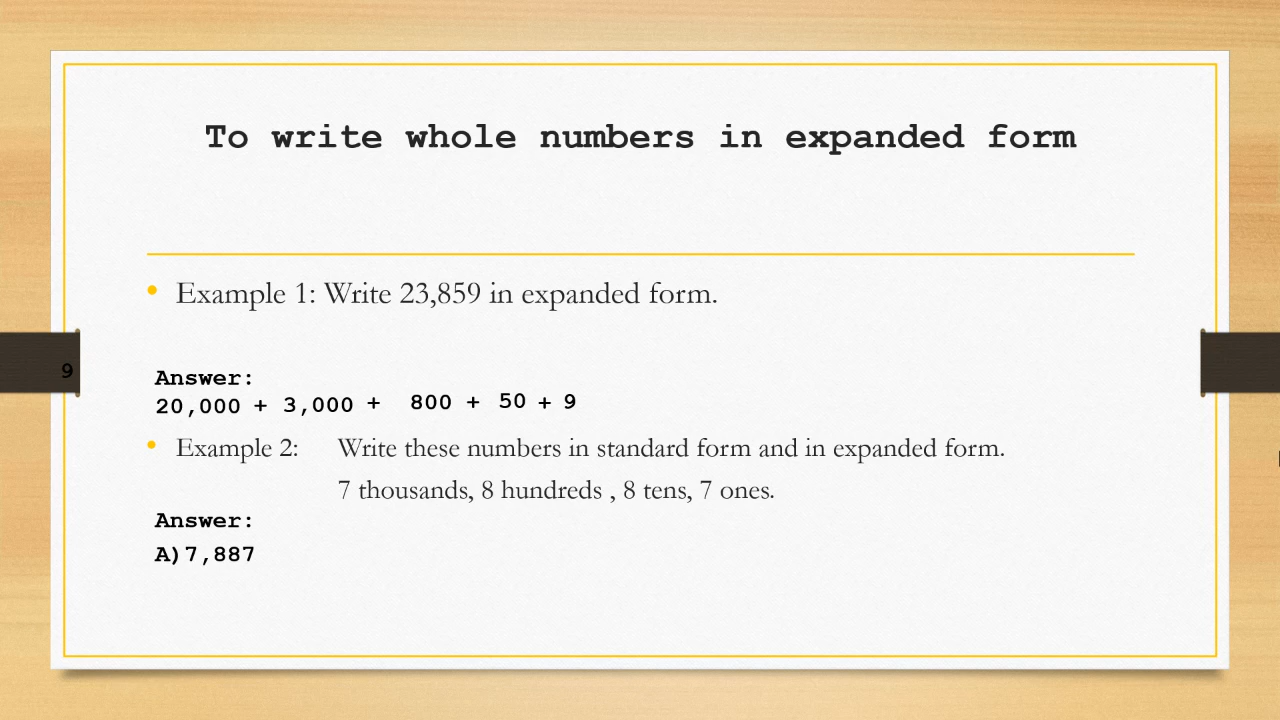 To write whole numbers in expanded form
• Example 1: Write 23,859 in expanded form.
9
Answer:
20,000 + 3,000 + 800 + 50 + 9
• Example 2: Write these numbers in standard form and in expanded form.
7 thousands, 8 hundreds , 8 tens, 7 ones.
Answer:
A)7,887